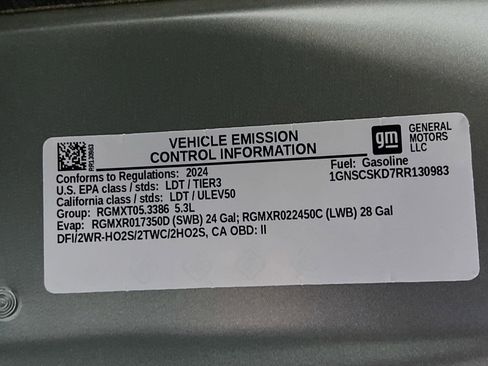 VEHICLE EMISSION
CONTROL INFORMATION
gm GENERAL MOTORS LLC
RR130983
Conforms to Regulations: 2024
Fuel: Gasoline
U.S. EPA class / stds: LDT / TIER3
1GNSCSKD7RR130983
California class / stds: LDT / ULEV50
Group: RGMXT05.3386 5.3L
Evap: RGMXR017350D (SWB) 24 Gal; RGMXR022450C (LWB) 28 Gal
DFI/2WR-HO2S/2TWC/2HO2S, CA OBD: II